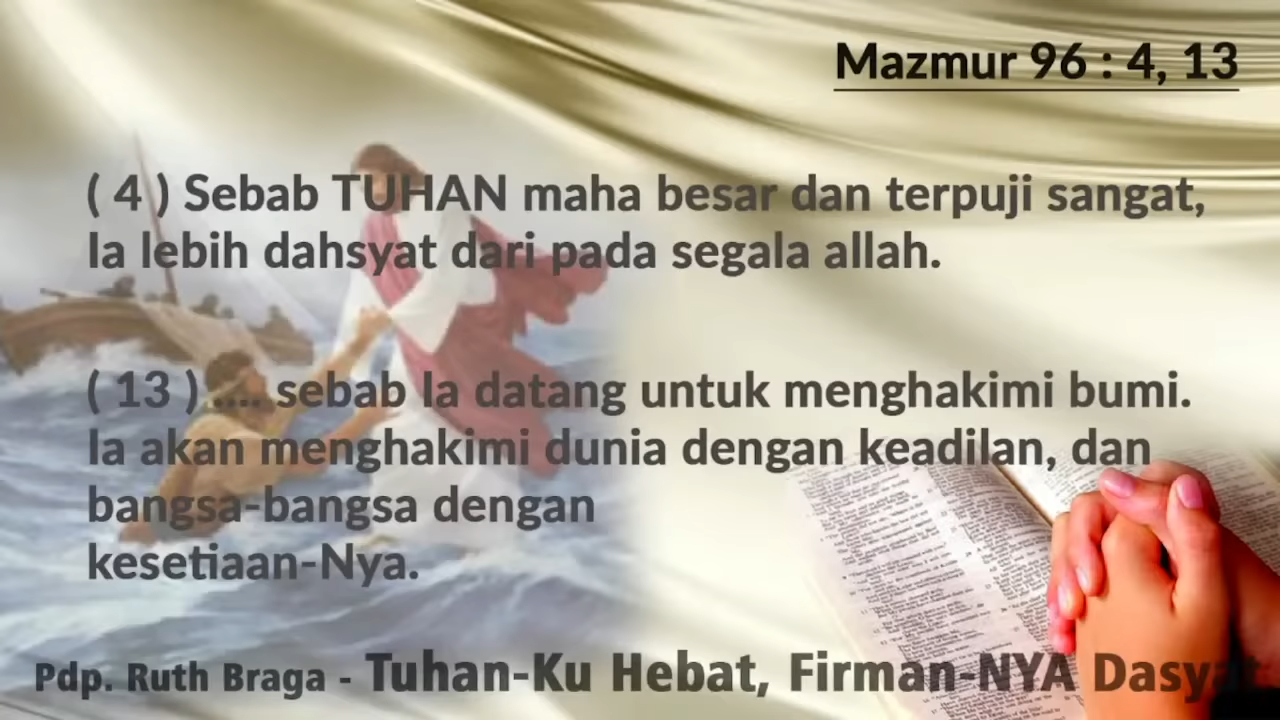 Mazmur 96 : 4, 13
( 4 ) Sebab TUHAN maha besar dan terpuji sangat,
Ia lebih dahsyat dari pada segala allah.
( 13 ) .... sebab Ia datang untuk menghakimi bumi.
Ia akan menghakimi dunia dengan keadilan, dan
bangsa-bangsa dengan
kesetiaan-Nya.
Pdp. Ruth Braga - Tuhan-Ku Hebat, Firman-NYA Dasyat